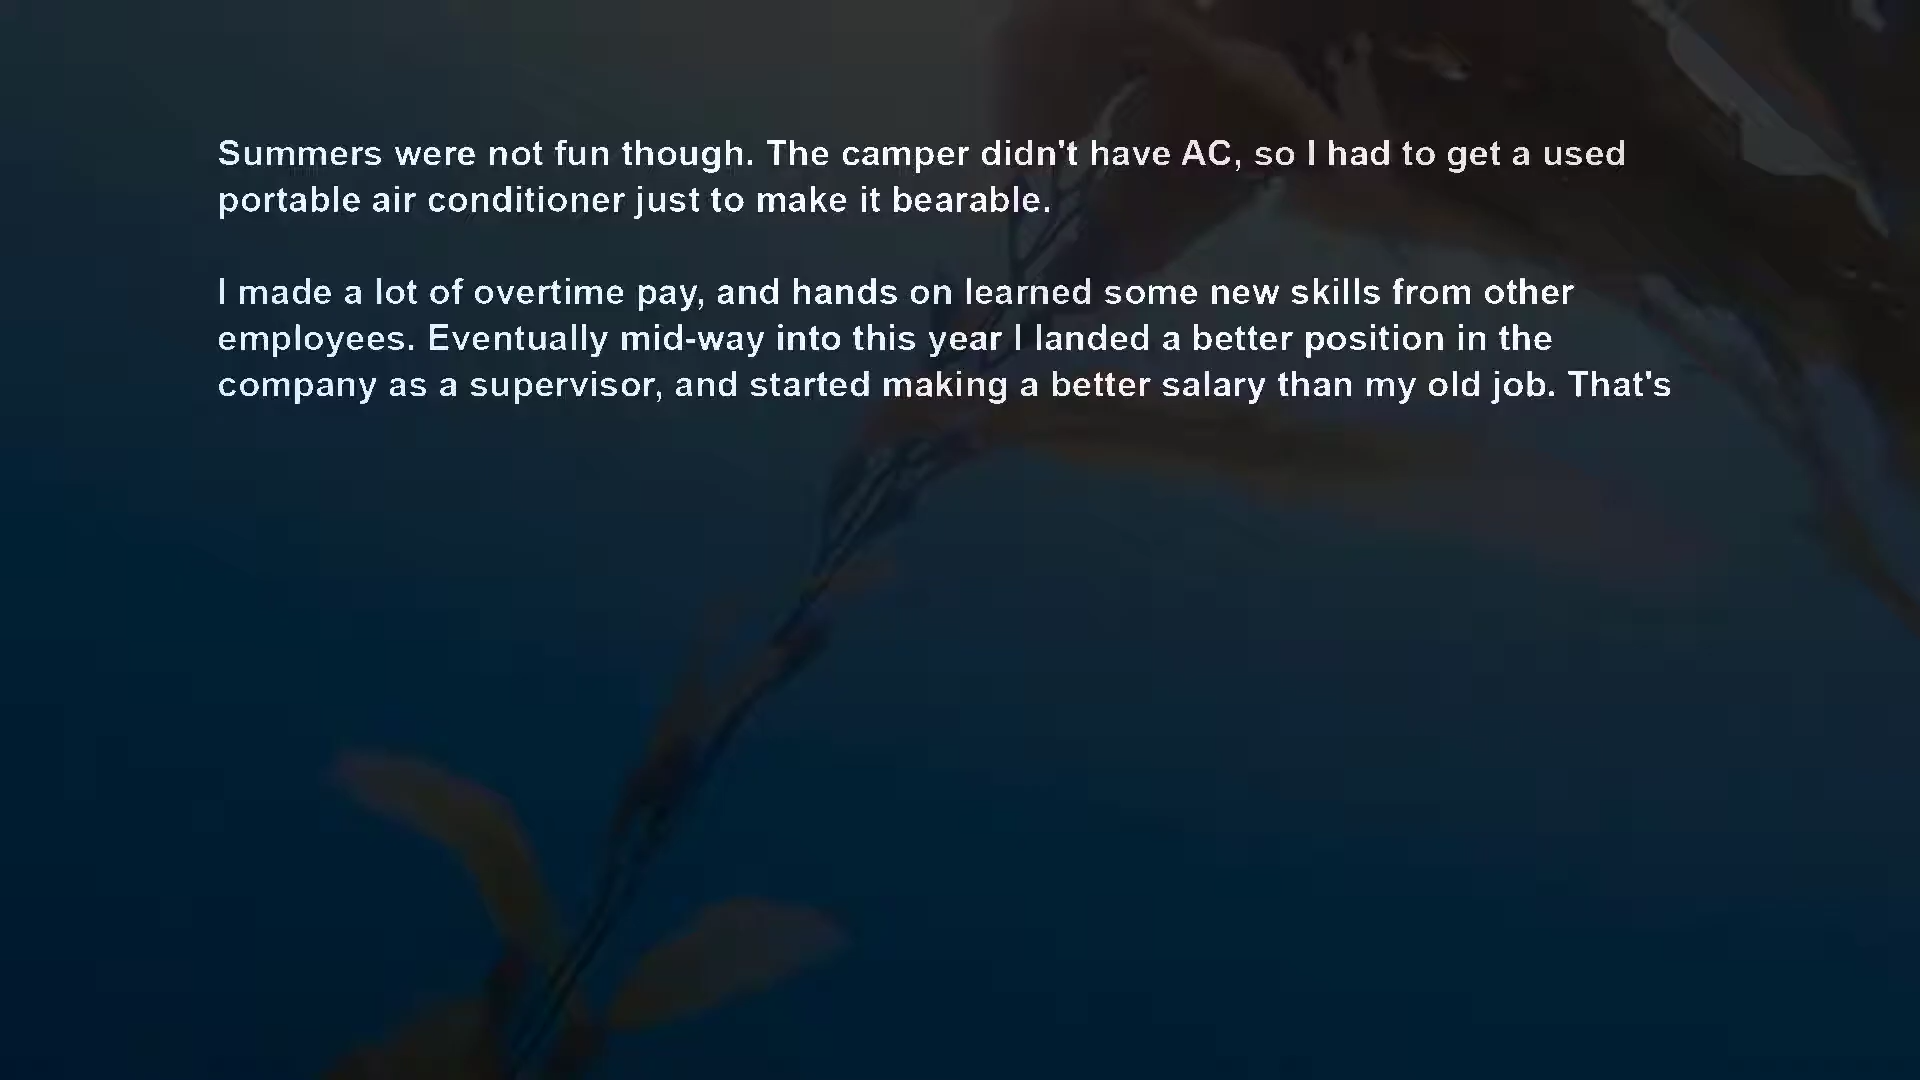 Summers were not fun though. The camper didn't have AC, so I had to get a used
portable air conditioner just to make it bearable.
I made a lot of overtime pay, and hands on learned some new skills from other
employees. Eventually mid-way into this year I landed a better position in the
company as a supervisor, and started making a better salary than my old job. That's